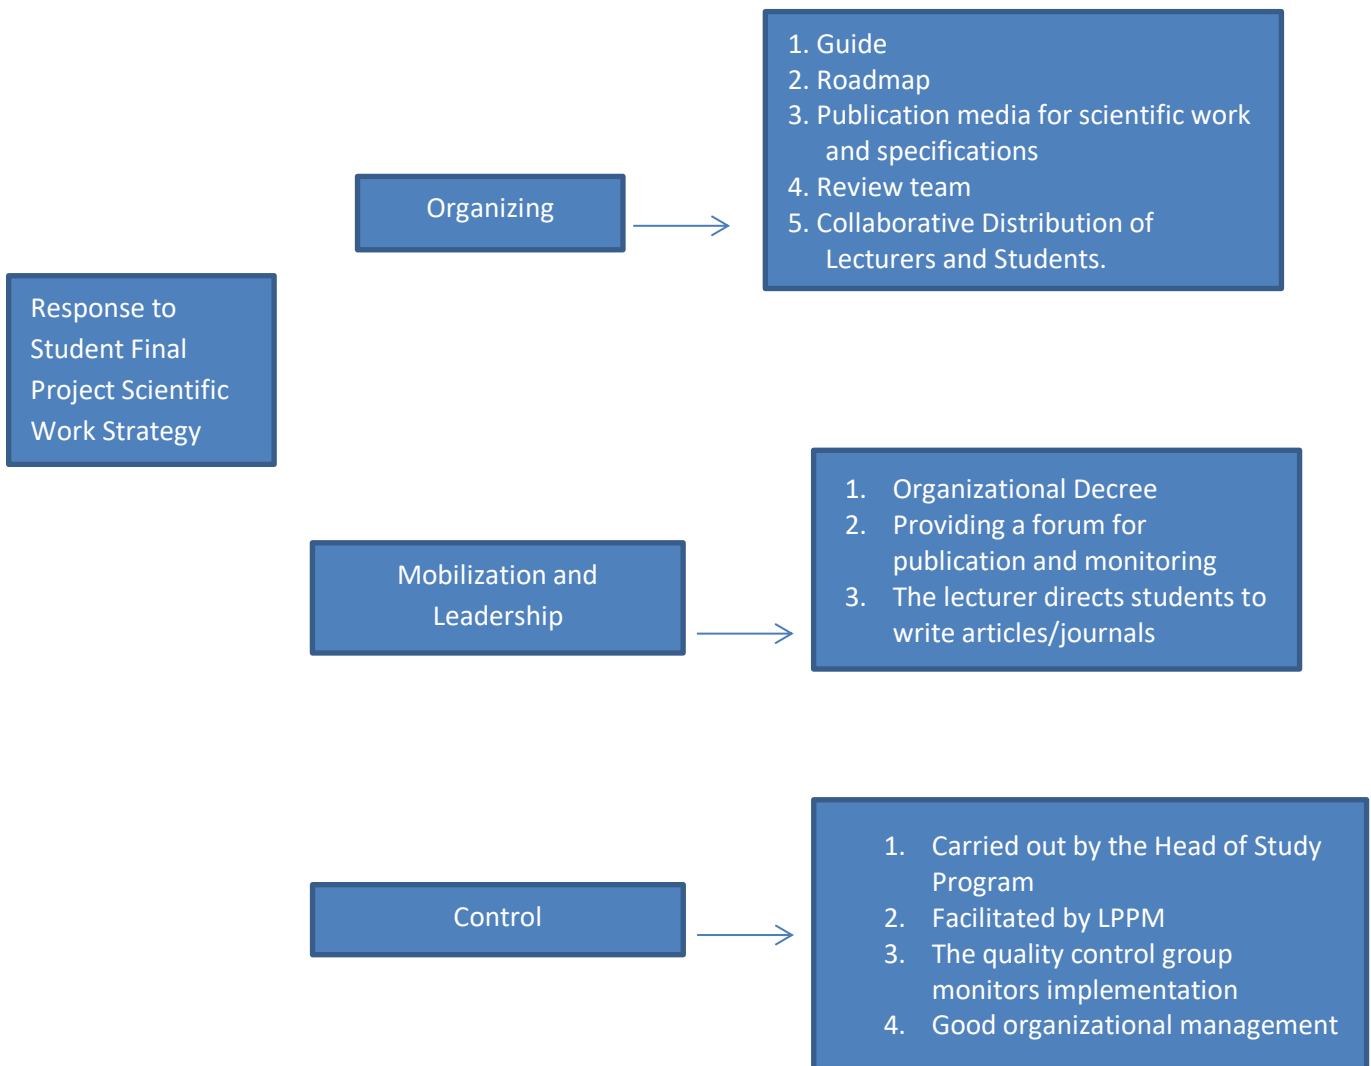 Response to
Student Final
Project Scientific
Work Strategy
Organizing
1. Guide
2. Roadmap
3. Publication media for scientific work
and specifications
4. Review team
5. Collaborative Distribution of
Lecturers and Students.
Mobilization and
Leadership
1. Organizational Decree
2. Providing a forum for
publication and monitoring
3. The lecturer directs students to
write articles/journals
Control
1. Carried out by the Head of Study
Program
2. Facilitated by LPPM
3. The quality control group
monitors implementation
4. Good organizational management